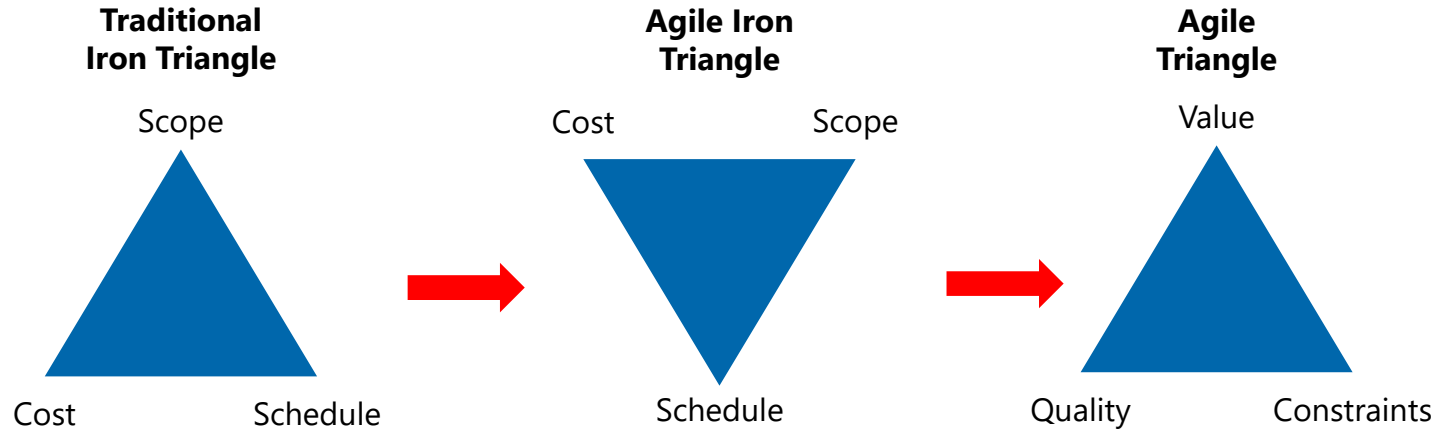 Traditional
Iron Triangle
Scope
Cost
Schedule
Agile Iron
Triangle
Cost
Scope
Schedule
Agile
Triangle
Value
Quality
Constraints